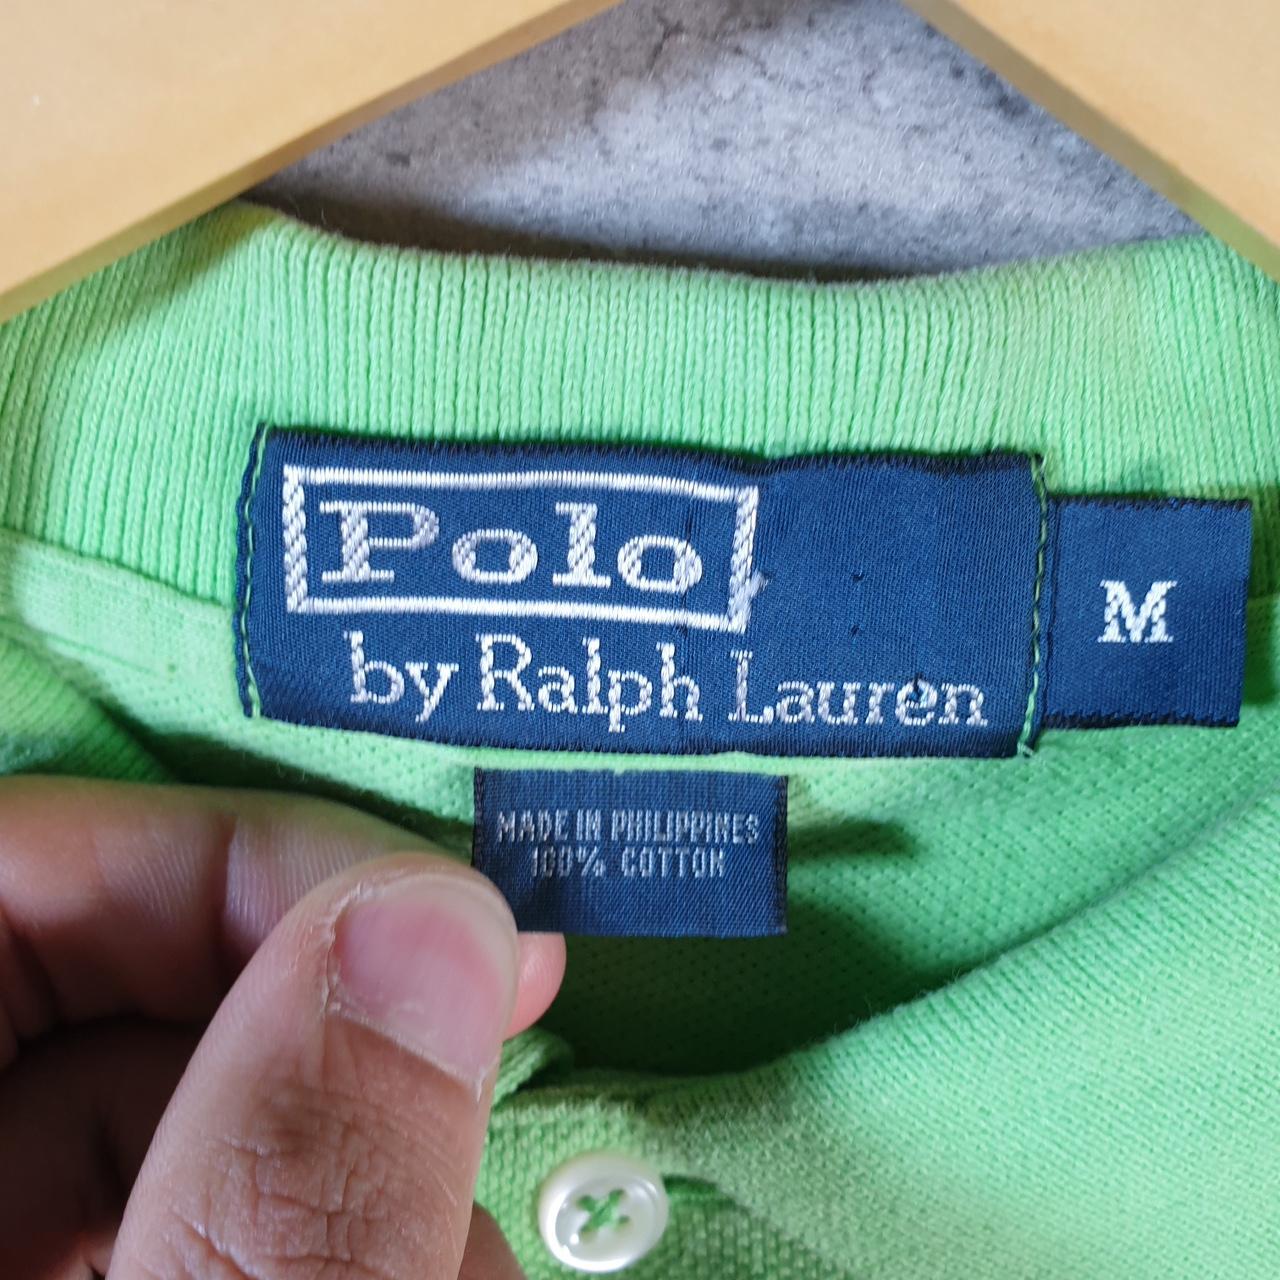 Polo
by Ralph Lauren
M
MADE IN PHILIPPINES
100% COTTON